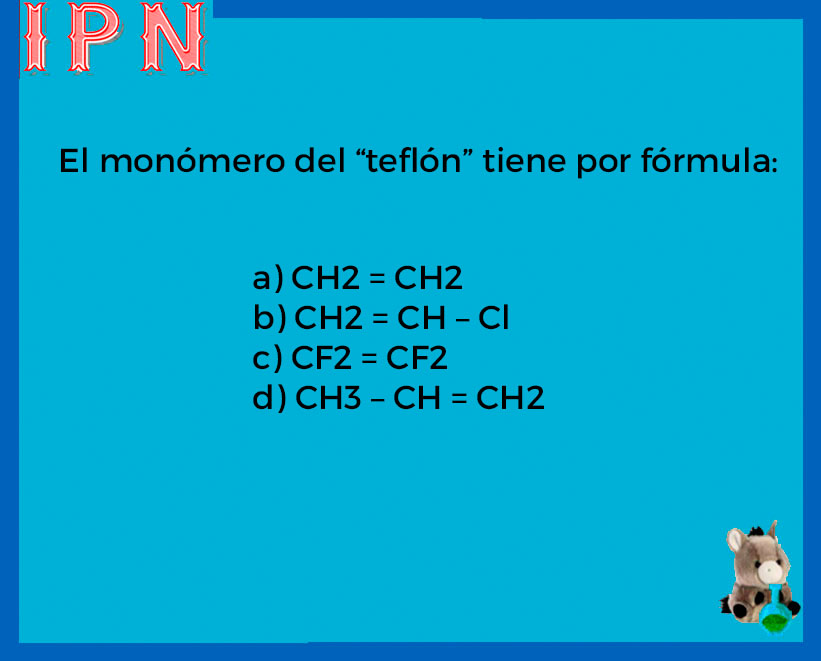 IPN
El monómero del “teflón” tiene por fórmula:
a) CH2 = CH2
b) CH2 = CH – Cl
c) CF2 = CF2
d) CH3 – CH = CH2